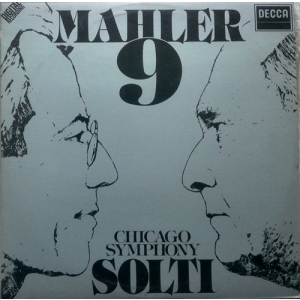 MAHLER
DECCA
9
CHICAGO
SYMPHONY
SOLTI